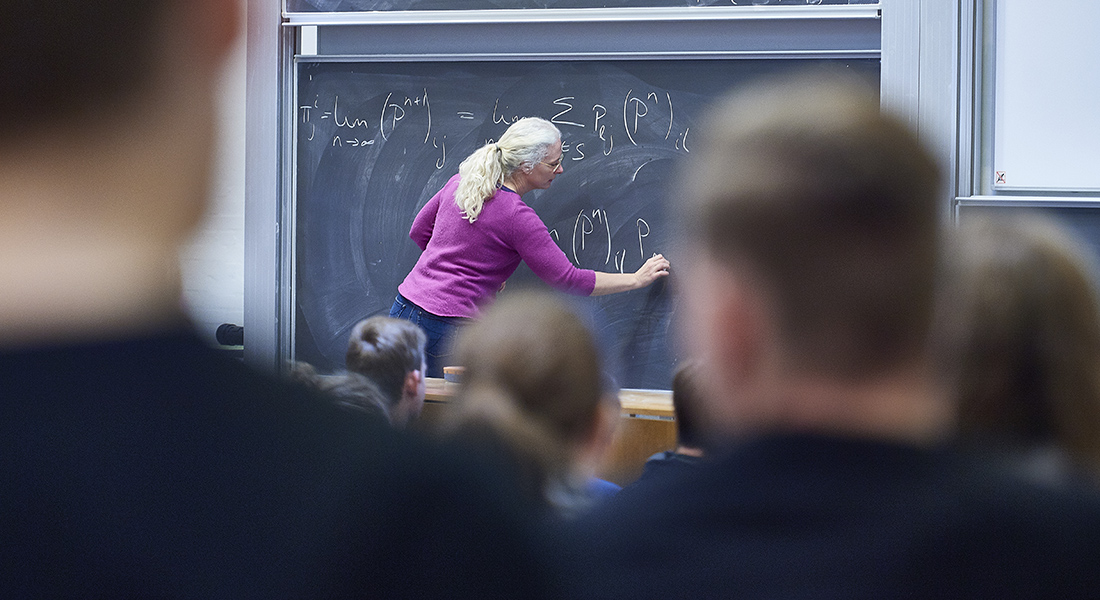 π_j^i = lim_{n→∞} (P^{n+1})_{ij} = lim Σ_{∈S} P_{lj} (P^n)_{il}
(P^n)_{il} P